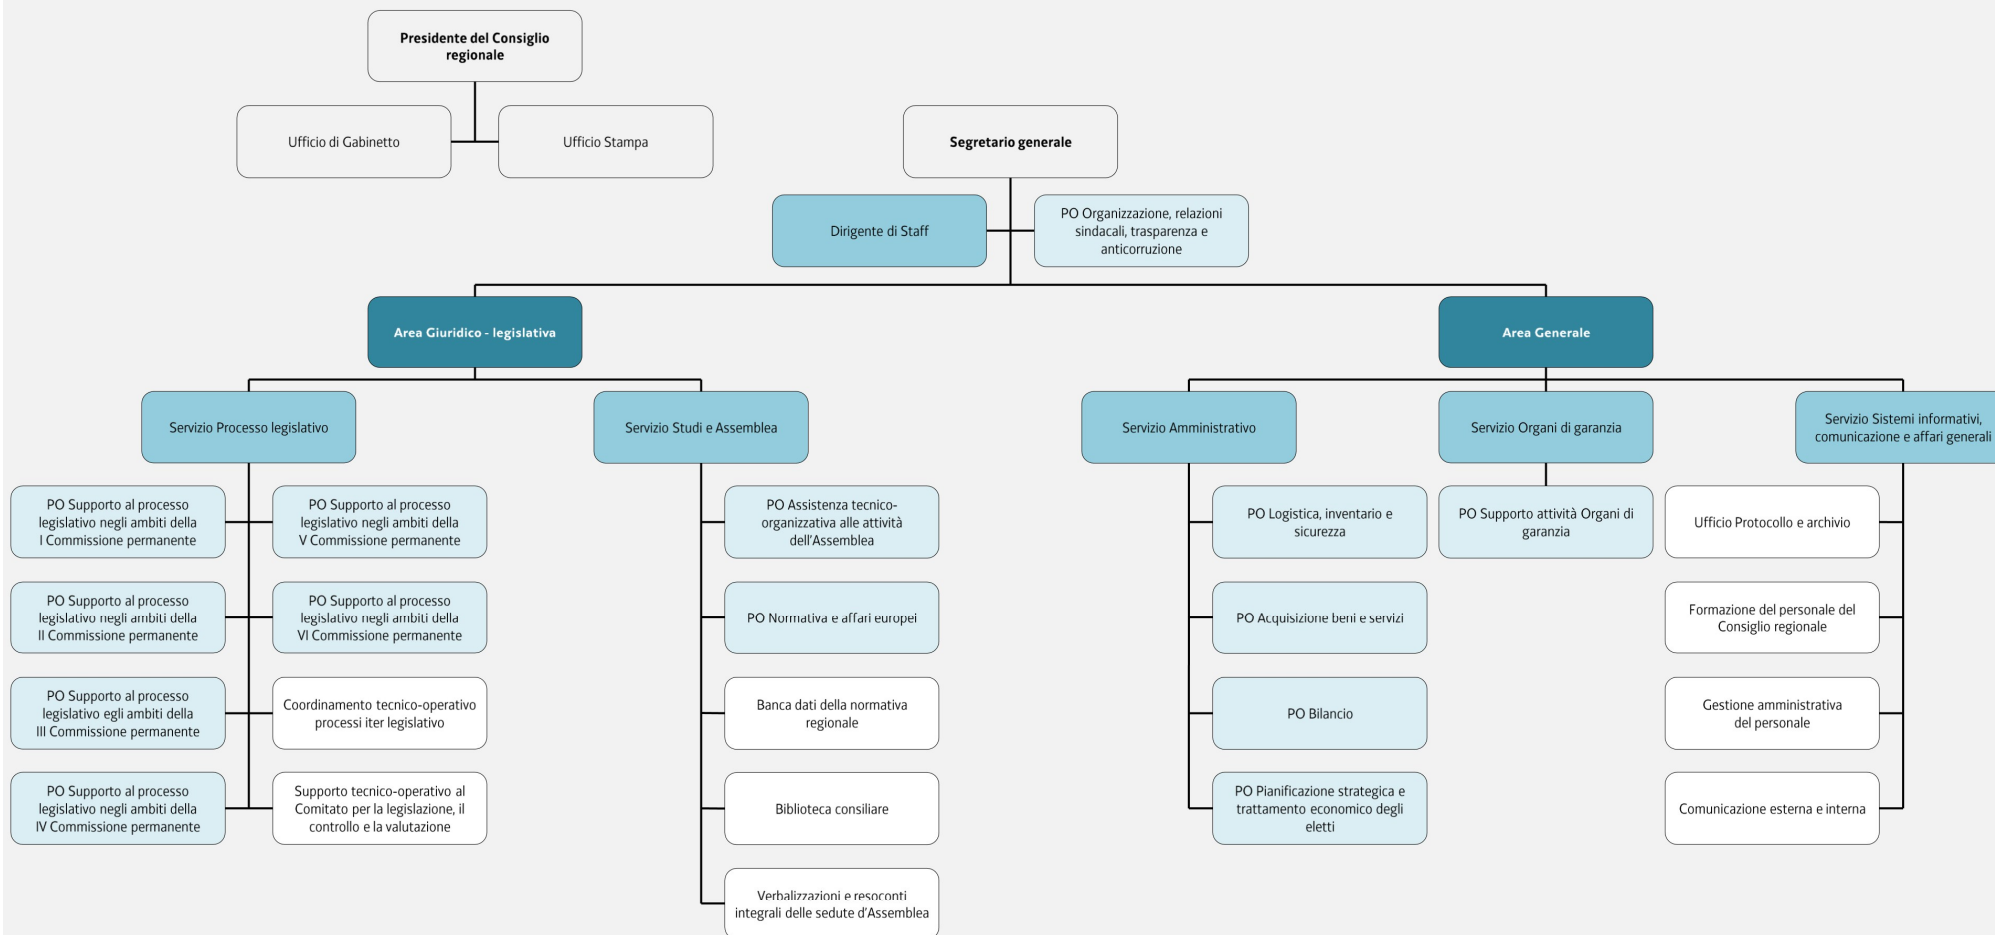 Presidente del Consiglio
regionale
Ufficio di Gabinetto
Ufficio Stampa
Segretario generale
Dirigente di Staff
PO Organizzazione, relazioni
sindacali, trasparenza e
anticorruzione
Area Giuridico - legislativa
Area Generale
Servizio Processo legislativo
Servizio Studi e Assemblea
Servizio Amministrativo
Servizio Organi di garanzia
Servizio Sistemi informativi,
comunicazione e affari generali
PO Supporto al processo
legislativo negli ambiti della
I Commissione permanente
PO Supporto al processo
legislativo negli ambiti della
V Commissione permanente
PO Supporto al processo
legislativo negli ambiti della
II Commissione permanente
PO Supporto al processo
legislativo negli ambiti della
VI Commissione permanente
PO Supporto al processo
legislativo egli ambiti della
III Commissione permanente
Coordinamento tecnico-operativo
processi iter legislativo
PO Supporto al processo
legislativo negli ambiti della
IV Commissione permanente
Supporto tecnico-operativo al
Comitato per la legislazione, il
controllo e la valutazione
PO Assistenza tecnico-
organizzativa alle attività
dell'Assemblea
PO Normativa e affari europei
Banca dati della normativa
regionale
Biblioteca consiliare
Verbalizzazioni e resoconti
integrali delle sedute d'Assemblea
PO Logistica, inventario e
sicurezza
PO Acquisizione beni e servizi
PO Bilancio
PO Pianificazione strategica e
trattamento economico degli
eletti
PO Supporto attività Organi di
garanzia
Ufficio Protocollo e archivio
Formazione del personale del
Consiglio regionale
Gestione amministrativa
del personale
Comunicazione esterna e interna